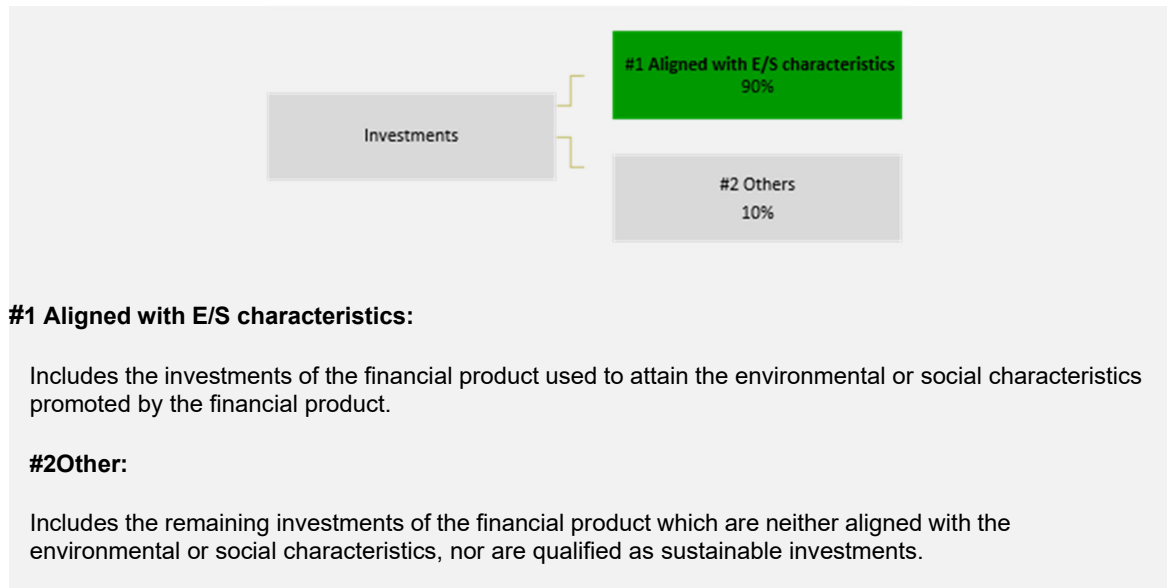 #1 Aligned with E/S characteristics
90%
Investments
#2 Others
10%
#1 Aligned with E/S characteristics:
Includes the investments of the financial product used to attain the environmental or social characteristics
promoted by the financial product.
#2Other:
Includes the remaining investments of the financial product which are neither aligned with the
environmental or social characteristics, nor are qualified as sustainable investments.